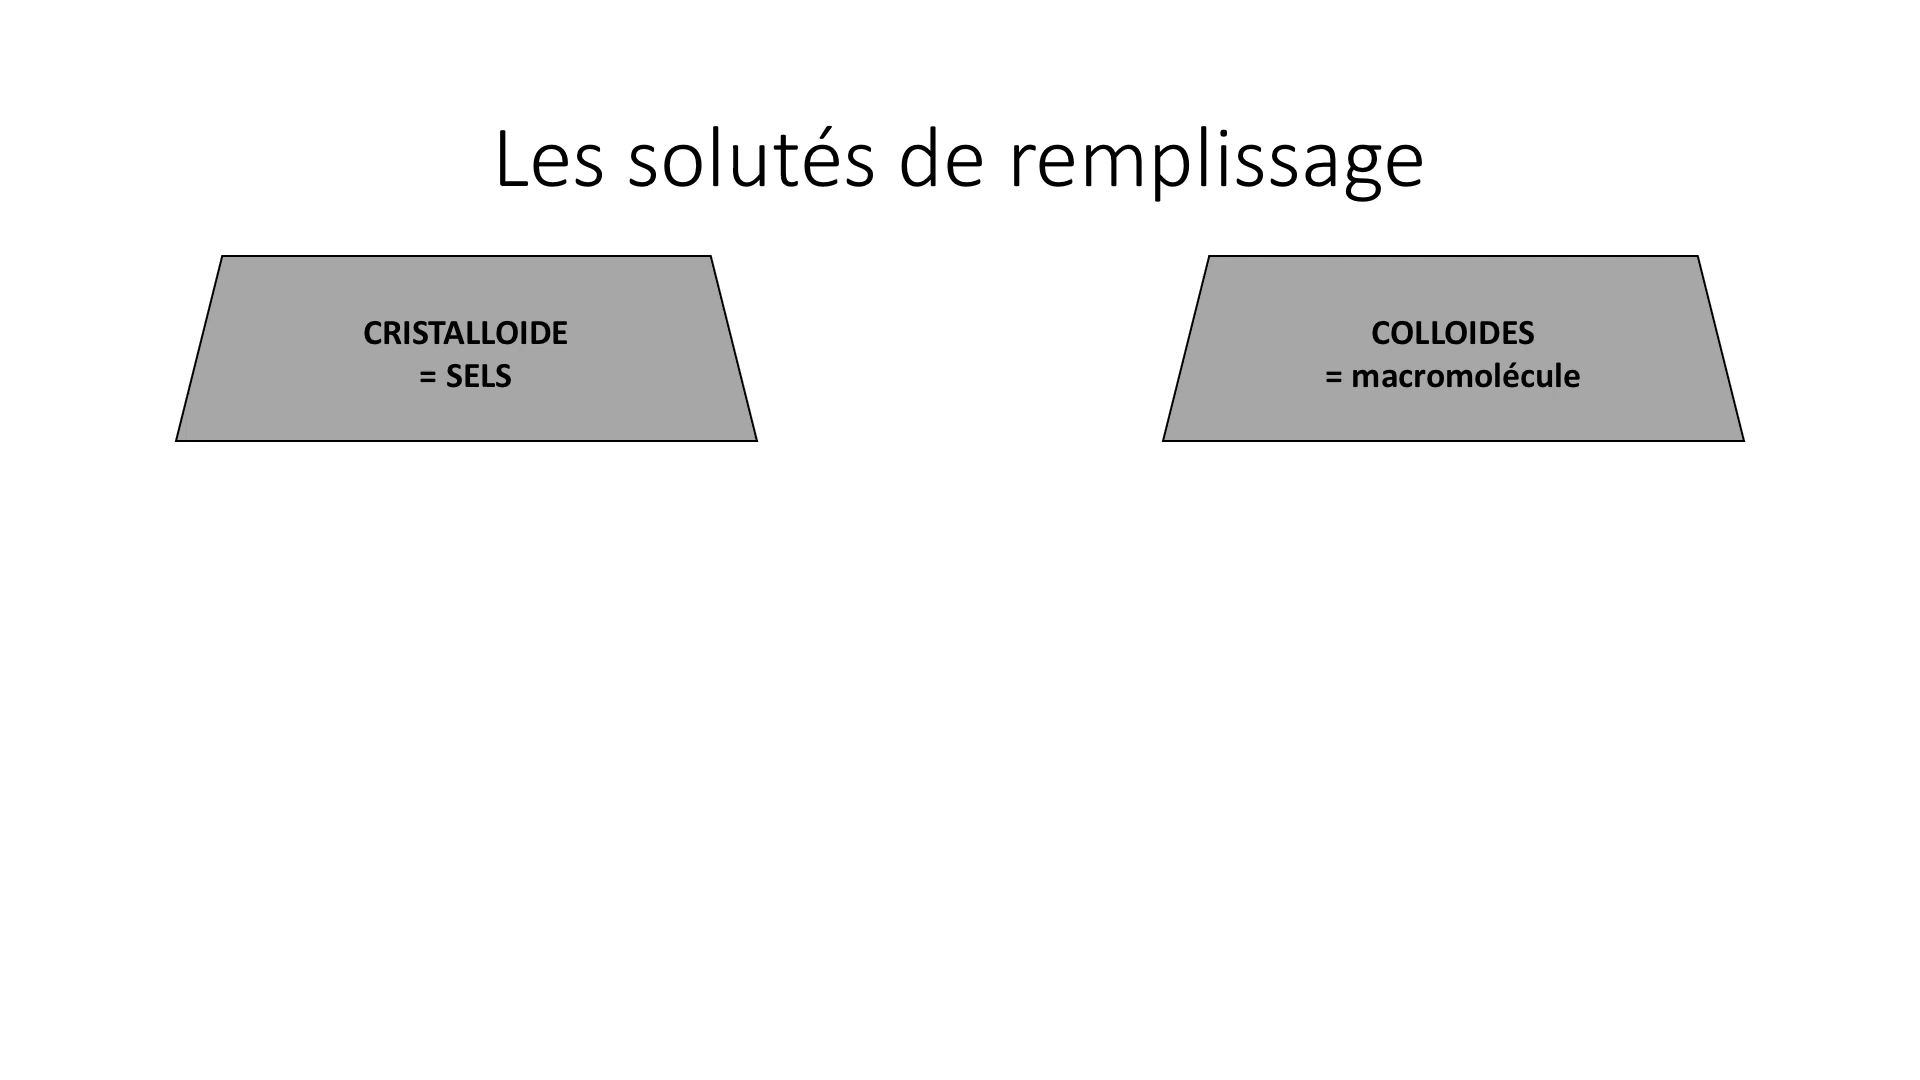 Les solutés de remplissage
CRISTALLOIDE
= SELS
COLLOIDES
= macromolécule